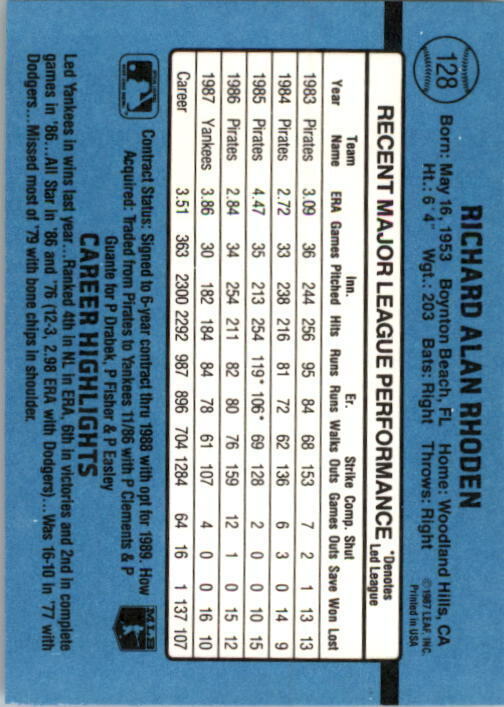 128
RICHARD ALAN RHODEN
Born: May 16, 1953 Boynton Beach, FL Home: Woodland Hills, CA
Ht.: 6' 4" Wgt.: 203 Bats: Right Throws: Right
©1987 LEAF, INC.
Printed in USA
RECENT MAJOR LEAGUE PERFORMANCE
*Denotes
Led League
Team Inn. Er. Strike Comp. Shut
Year Name ERA Games Pitched Hits Runs Runs Walks Outs Games Outs Save Won Lost
1983 Pirates 3.09 36 244 256 95 84 68 153 7 2 1 13 13
1984 Pirates 2.72 33 238 216 81 72 62 136 6 3 0 14 9
1985 Pirates 4.47 35 213 254 119* 106* 69 128 2 0 0 10 15
1986 Pirates 2.84 34 254 211 82 80 76 159 12 1 0 15 12
1987 Yankees 3.86 30 182 184 84 78 61 107 4 0 0 16 10
Career 3.51 363 2300 2292 987 896 704 1284 64 16 1 137 107
Contract Status: Signed to 6-year contract thru 1988 with opt for 1989. How
Acquired: Traded from Pirates to Yankees 11/86 with P Clements & P
Guante for P Drabek, P Fisher & P Easley
MLB
CAREER HIGHLIGHTS
Led Yankees in wins last year....Ranked 4th in NL in ERA, 6th in victories and 2nd in complete
games in '86...All Star in '86 and '76 (12-3, 2.98 ERA with Dodgers)...Was 16-10 in '77 with
Dodgers...Missed most of '79 with bone chips in shoulder.